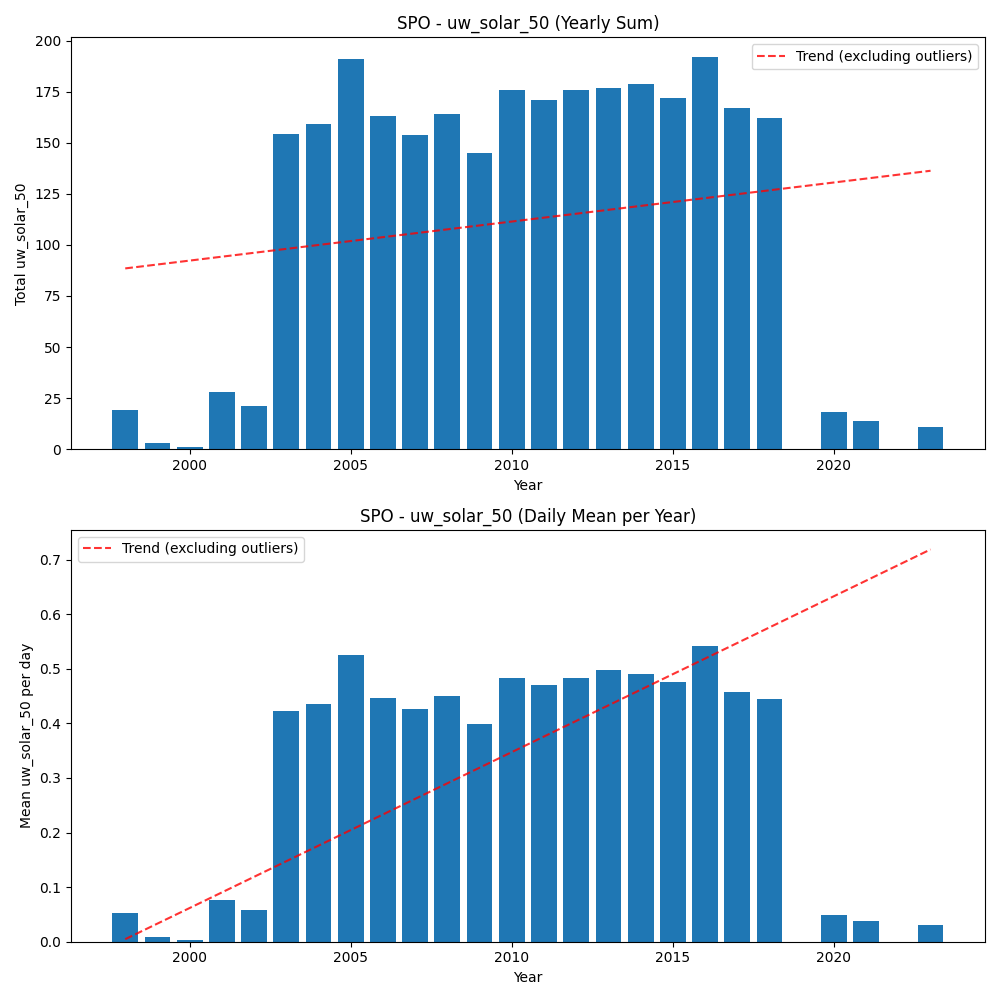 SPO - uw_solar_50 (Yearly Sum)
200
175
150
125
100
75
50
25
0
Total uw_solar_50
Trend (excluding outliers)
2000 2005 2010 2015 2020
Year
SPO - uw_solar_50 (Daily Mean per Year)
0.7
0.6
0.5
0.4
0.3
0.2
0.1
0.0
Mean uw_solar_50 per day
Trend (excluding outliers)
2000 2005 2010 2015 2020
Year